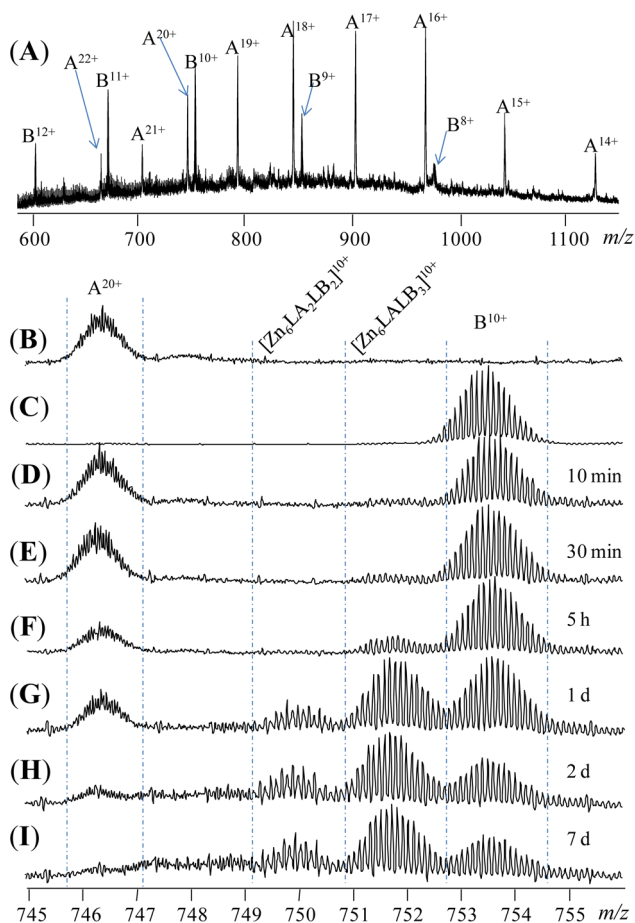 (A)
A¹⁸⁺
A¹⁷⁺
A¹⁶⁺
A²⁰⁺
A²²⁺
B¹⁰⁺
A¹⁹⁺
B¹¹⁺
B⁹⁺
B⁸⁺
A¹⁵⁺
B¹²⁺
A²¹⁺
A¹⁴⁺
600 700 800 900 1000 1100 m/z
A²⁰⁺
[Zn₆LA₂LB₂]¹⁰⁺
[Zn₆LALB₃]¹⁰⁺
B¹⁰⁺
(B)
(C)
(D) 10 min
(E) 30 min
(F) 5 h
(G) 1 d
(H) 2 d
(I) 7 d
745 746 747 748 749 750 751 752 753 754 755 m/z